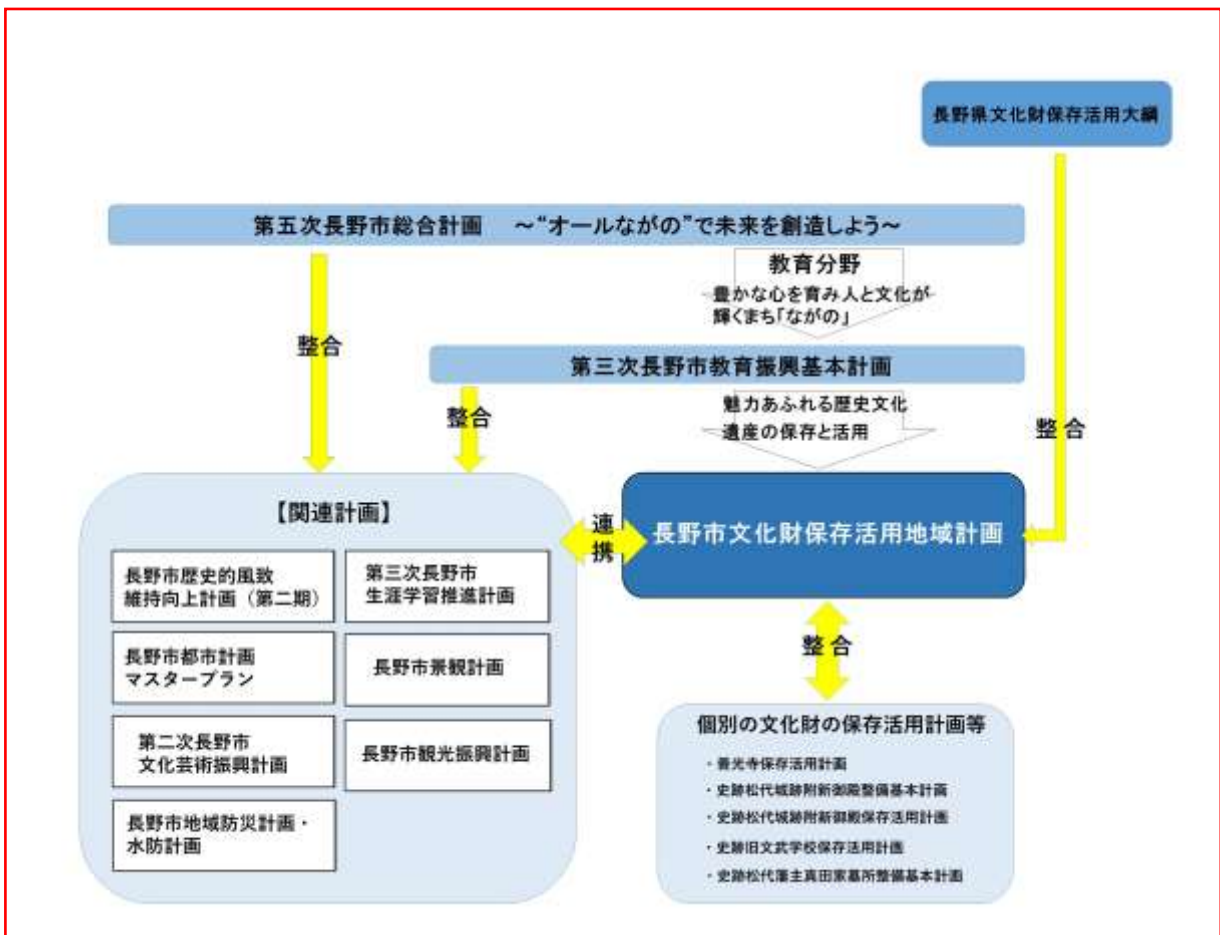 長野県文化財保存活用大綱
第五次長野市総合計画　～“オールながの”で未来を創造しよう～
教育分野
豊かな心を育み人と文化が
輝くまち「ながの」
整合
第三次長野市教育振興基本計画
整合
魅力あふれる歴史文化
遺産の保存と活用
整合
【関連計画】
長野市歴史的風致
維持向上計画（第二期）
第三次長野市
生涯学習推進計画
長野市都市計画
マスタープラン
長野市景観計画
第二次長野市
文化芸術振興計画
長野市観光振興計画
長野市地域防災計画・
水防計画
連
携
長野市文化財保存活用地域計画
整合
個別の文化財の保存活用計画等
・善光寺保存活用計画
・史跡松代城跡附新御殿整備基本計画
・史跡松代城跡附新御殿保存活用計画
・史跡旧文武学校保存活用計画
・史跡松代藩主真田家墓所整備基本計画